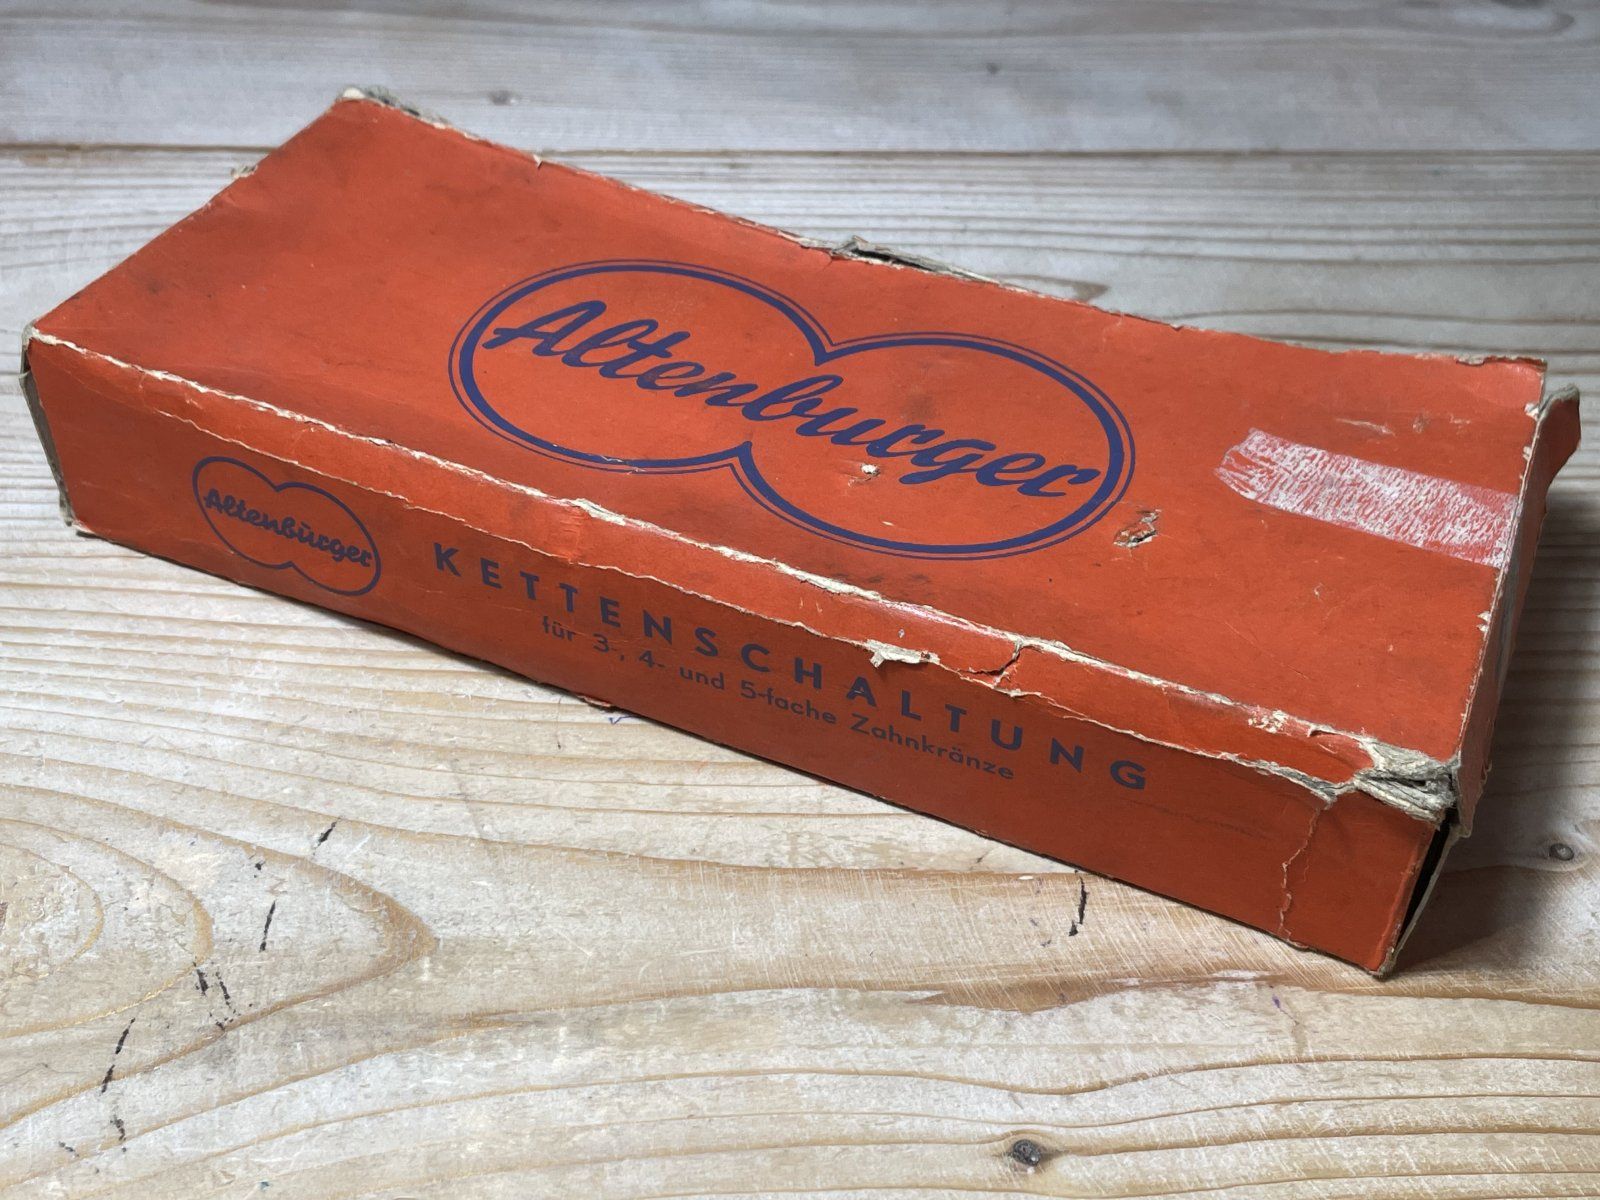 Altenburger
Altenburger
KETTENSCHALTUNG
für 3-, 4- und 5-fache Zahnkränze